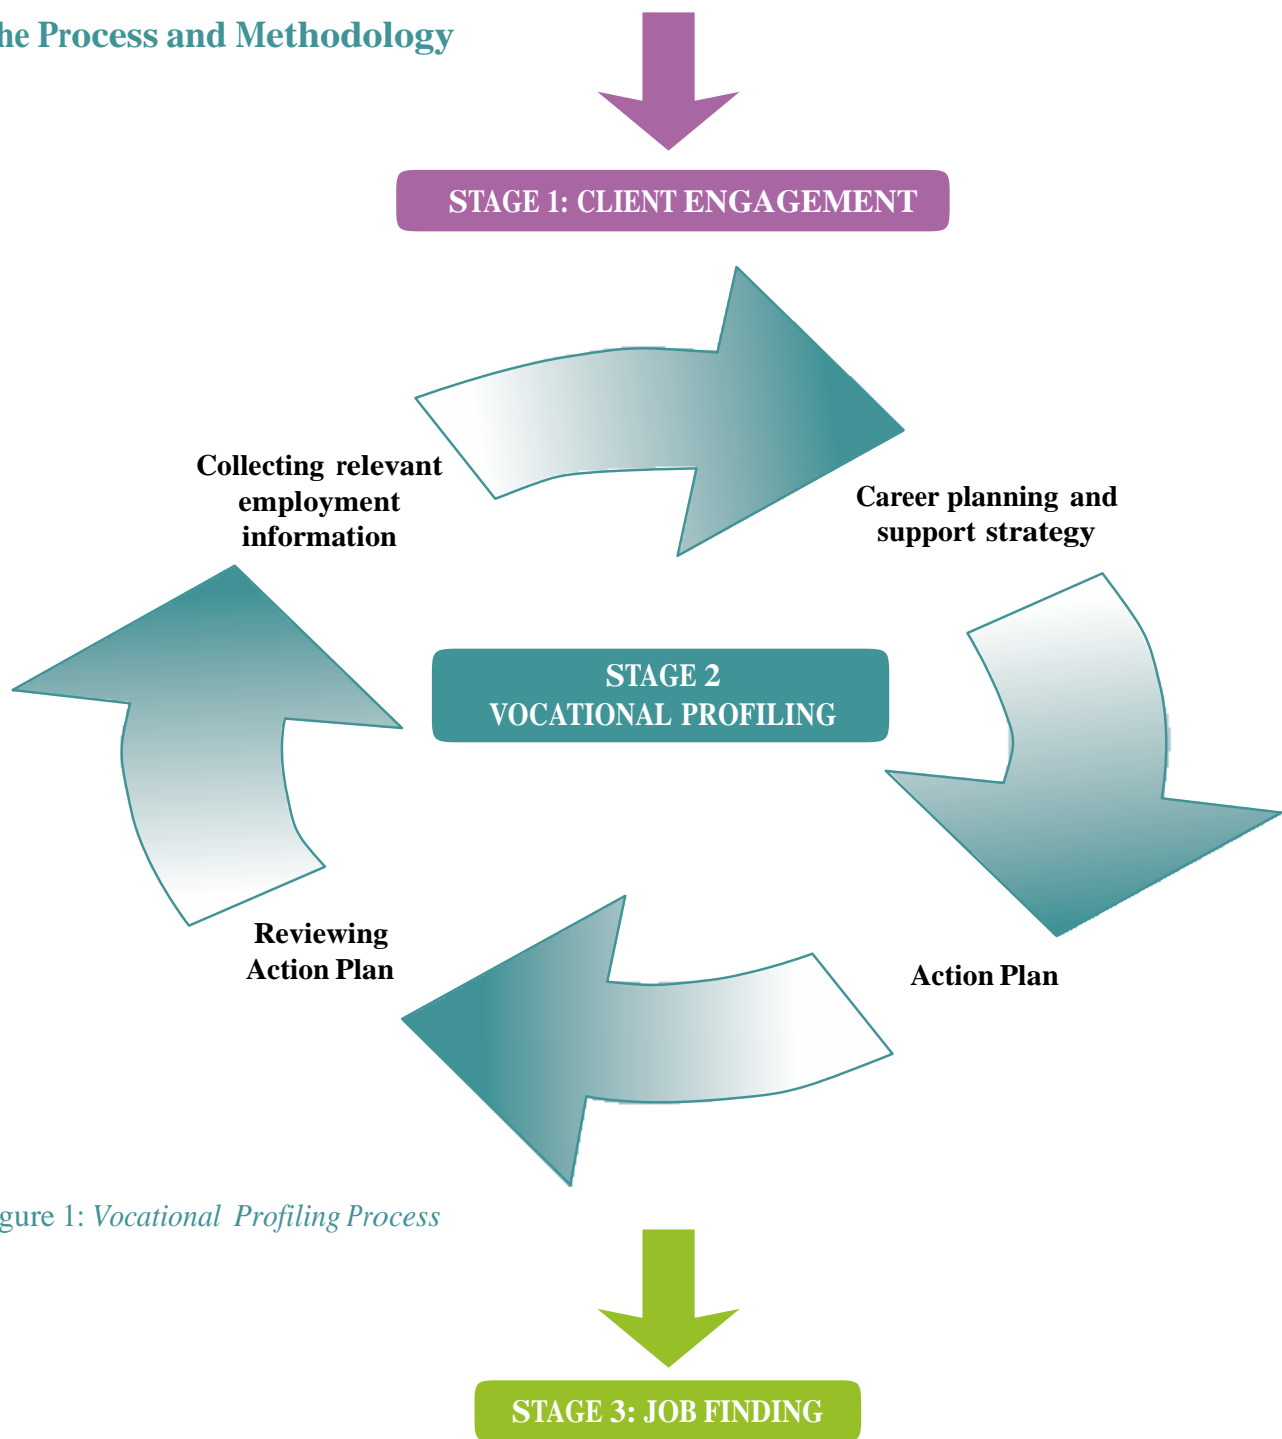 he Process and Methodology
STAGE 1: CLIENT ENGAGEMENT
Collecting relevant
employment
information
Career planning and
support strategy
STAGE 2
VOCATIONAL PROFILING
Reviewing
Action Plan
Action Plan
gure 1: Vocational Profiling Process
STAGE 3: JOB FINDING